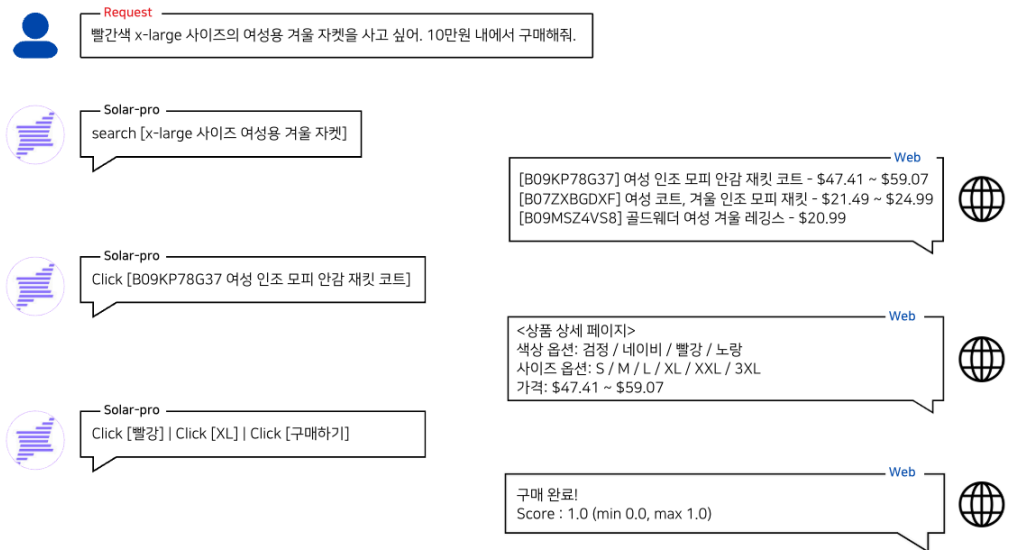 Request
빨간색 x-large 사이즈의 여성용 겨울 자켓을 사고 싶어. 10만원 내에서 구매해줘.
Solar-pro
search [x-large 사이즈 여성용 겨울 자켓]
Web
[B09KP78G37] 여성 인조 모피 안감 재킷 코트 - $47.41 ~ $59.07
[B07ZXBGDXF] 여성 코트, 겨울 인조 모피 재킷 - $21.49 ~ $24.99
[B09MSZ4VS8] 골드웨더 여성 겨울 레깅스 - $20.99
Solar-pro
Click [B09KP78G37 여성 인조 모피 안감 재킷 코트]
Web
<상품 상세 페이지>
색상 옵션: 검정 / 네이비 / 빨강 / 노랑
사이즈 옵션: S / M / L / XL / XXL / 3XL
가격: $47.41 ~ $59.07
Solar-pro
Click [빨강] | Click [XL] | Click [구매하기]
Web
구매 완료!
Score : 1.0 (min 0.0, max 1.0)